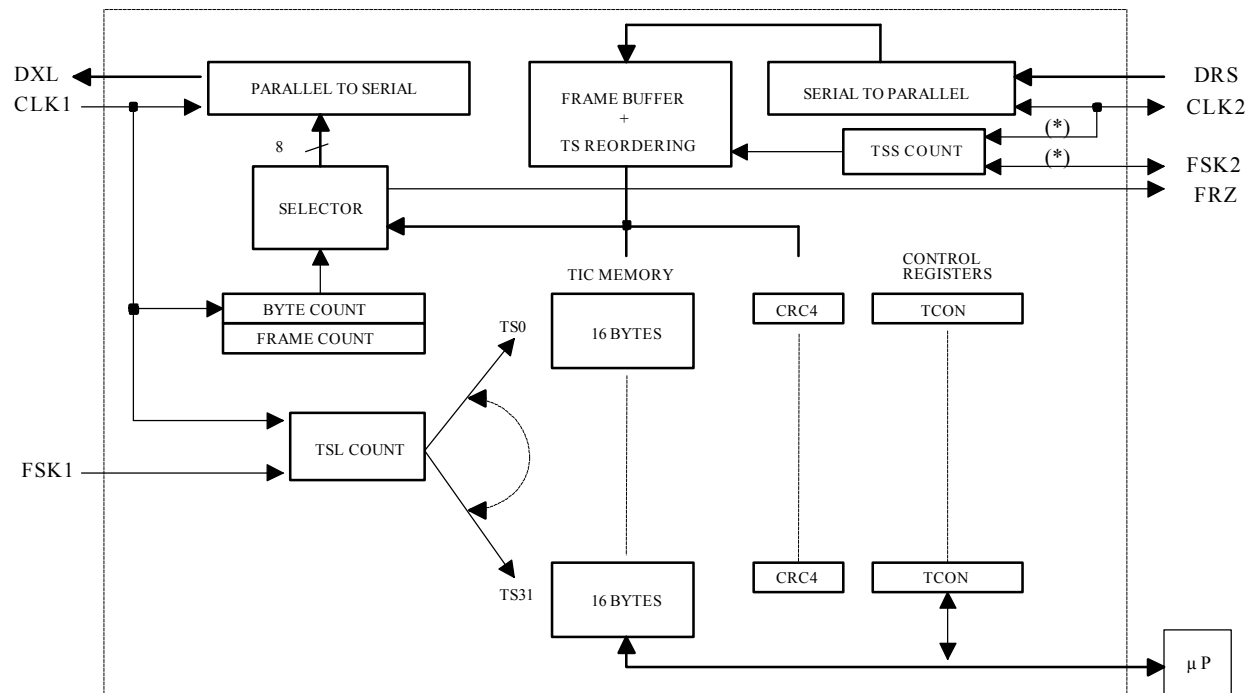 DXL
PARALLEL TO SERIAL
FRAME BUFFER
+
TS REORDERING
SERIAL TO PARALLEL
DRS
CLK1
CLK2
(*)
8
TSS COUNT
(*)
FSK2
FRZ
SELECTOR
TIC MEMORY
CONTROL
REGISTERS
BYTE COUNT
FRAME COUNT
TS0
16 BYTES
CRC4
TCON
TSL COUNT
FSK1
TS31
16 BYTES
CRC4
TCON
µ P